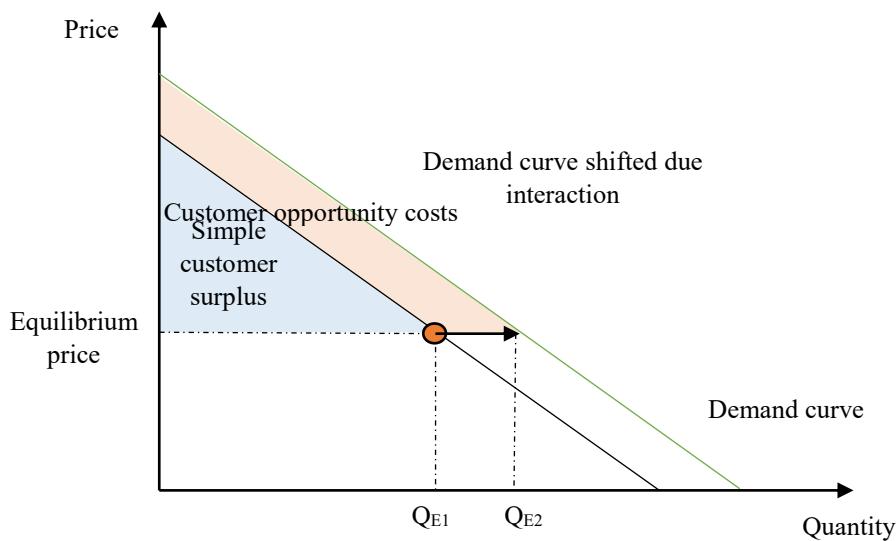 Price
Demand curve shifted due
interaction
Customer opportunity costs
Simple
customer
surplus
Equilibrium
price
Demand curve
QE1
QE2
Quantity